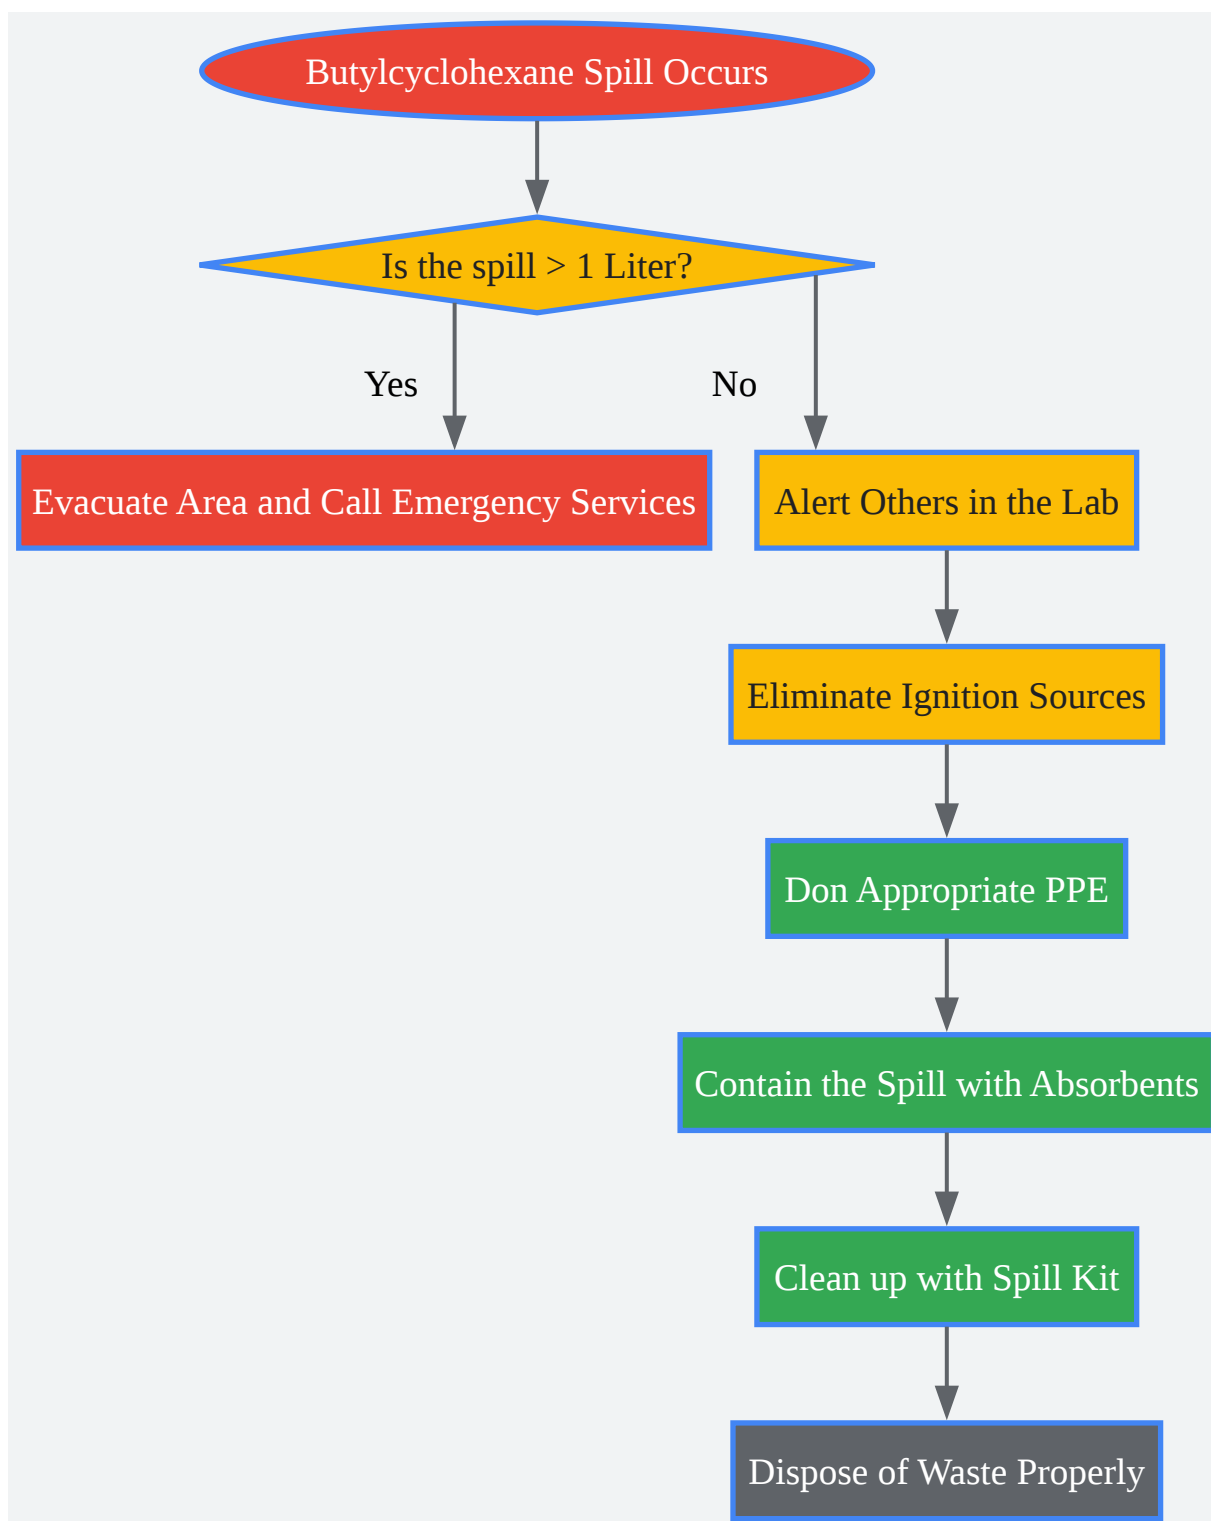 Butylcyclohexane Spill Occurs
Is the spill > 1 Liter?
Yes
No
Evacuate Area and Call Emergency Services
Alert Others in the Lab
Eliminate Ignition Sources
Don Appropriate PPE
Contain the Spill with Absorbents
Clean up with Spill Kit
Dispose of Waste Properly